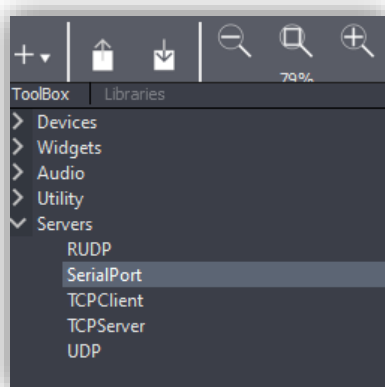 79%
ToolBox Libraries
Devices
Widgets
Audio
Utility
Servers
RUDP
SerialPort
TCPClient
TCPServer
UDP